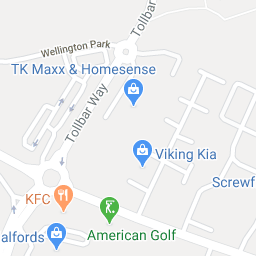 Wellington Park
Tollbar
TK Maxx & Homesense
Tollbar Way
Viking Kia
KFC
Screwf
American Golf
alfords